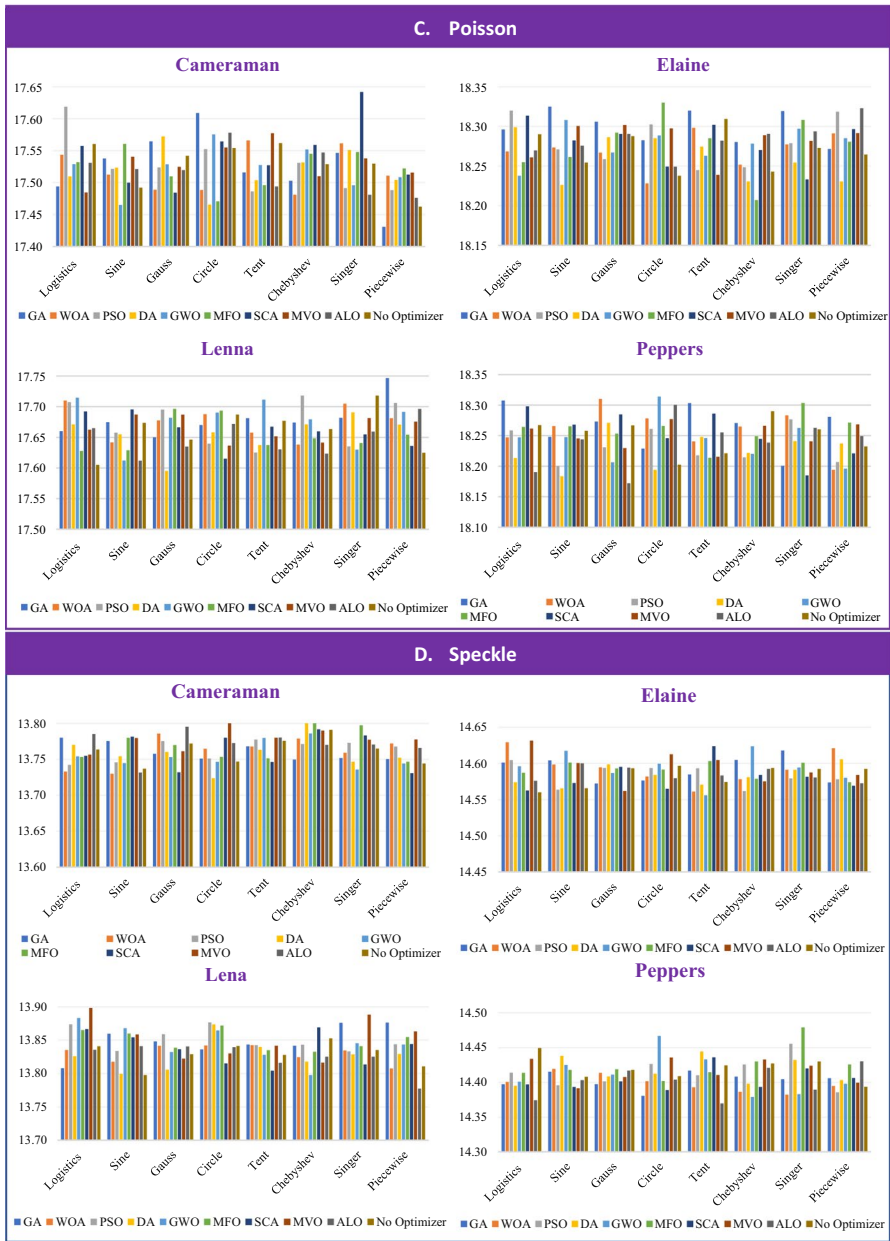 C. Poisson
Cameraman
17.65
17.60
17.55
17.50
17.45
17.40
Logistics Sine Gauss Circle Tent Chebyshev Singer Piecewise
GA WOA PSO DA GWO MFO SCA MVO ALO No Optimizer
Elaine
18.35
18.30
18.25
18.20
18.15
Logistics Sine Gauss Circle Tent Chebyshev Singer Piecewise
GA WOA PSO DA GWO MFO SCA MVO ALO No Optimizer
Lenna
17.75
17.70
17.65
17.60
17.55
17.50
Logistics Sine Gauss Circle Tent Chebyshev Singer Piecewise
GA WOA PSO DA GWO MFO SCA MVO ALO No Optimizer
Peppers
18.35
18.30
18.25
18.20
18.15
18.10
Logistics Sine Gauss Circle Tent Chebyshev Singer Piecewise
GA WOA PSO DA GWO
MFO SCA MVO ALO No Optimizer
D. Speckle
Cameraman
13.80
13.75
13.70
13.65
13.60
Logistics Sine Gauss Circle Tent Chebyshev Singer Piecewise
GA WOA PSO DA GWO
MFO SCA MVO ALO No Optimizer
Elaine
14.65
14.60
14.55
14.50
14.45
Logistics Sine Gauss Circle Tent Chebyshev Singer Piecewise
GA WOA PSO DA GWO MFO SCA MVO ALO No Optimizer
Lena
13.90
13.85
13.80
13.75
13.70
Logistics Sine Gauss Circle Tent Chebyshev Singer Piecewise
GA WOA PSO DA GWO MFO SCA MVO ALO No Optimizer
Peppers
14.50
14.45
14.40
14.35
14.30
Logistics Sine Gauss Circle Tent Chebyshev Singer Piecewise
GA WOA PSO DA GWO MFO SCA MVO ALO No Optimizer